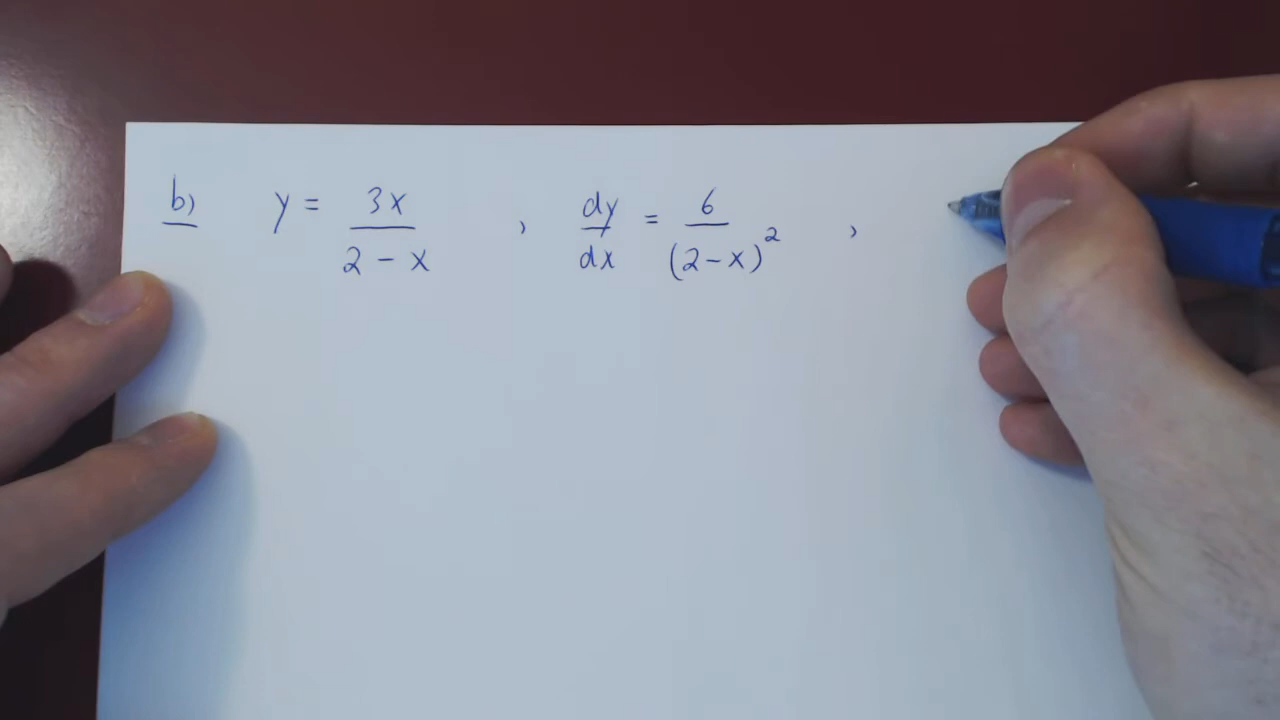 b) y = 3x / 2 - x , dy/dx = 6 / (2-x)² ,